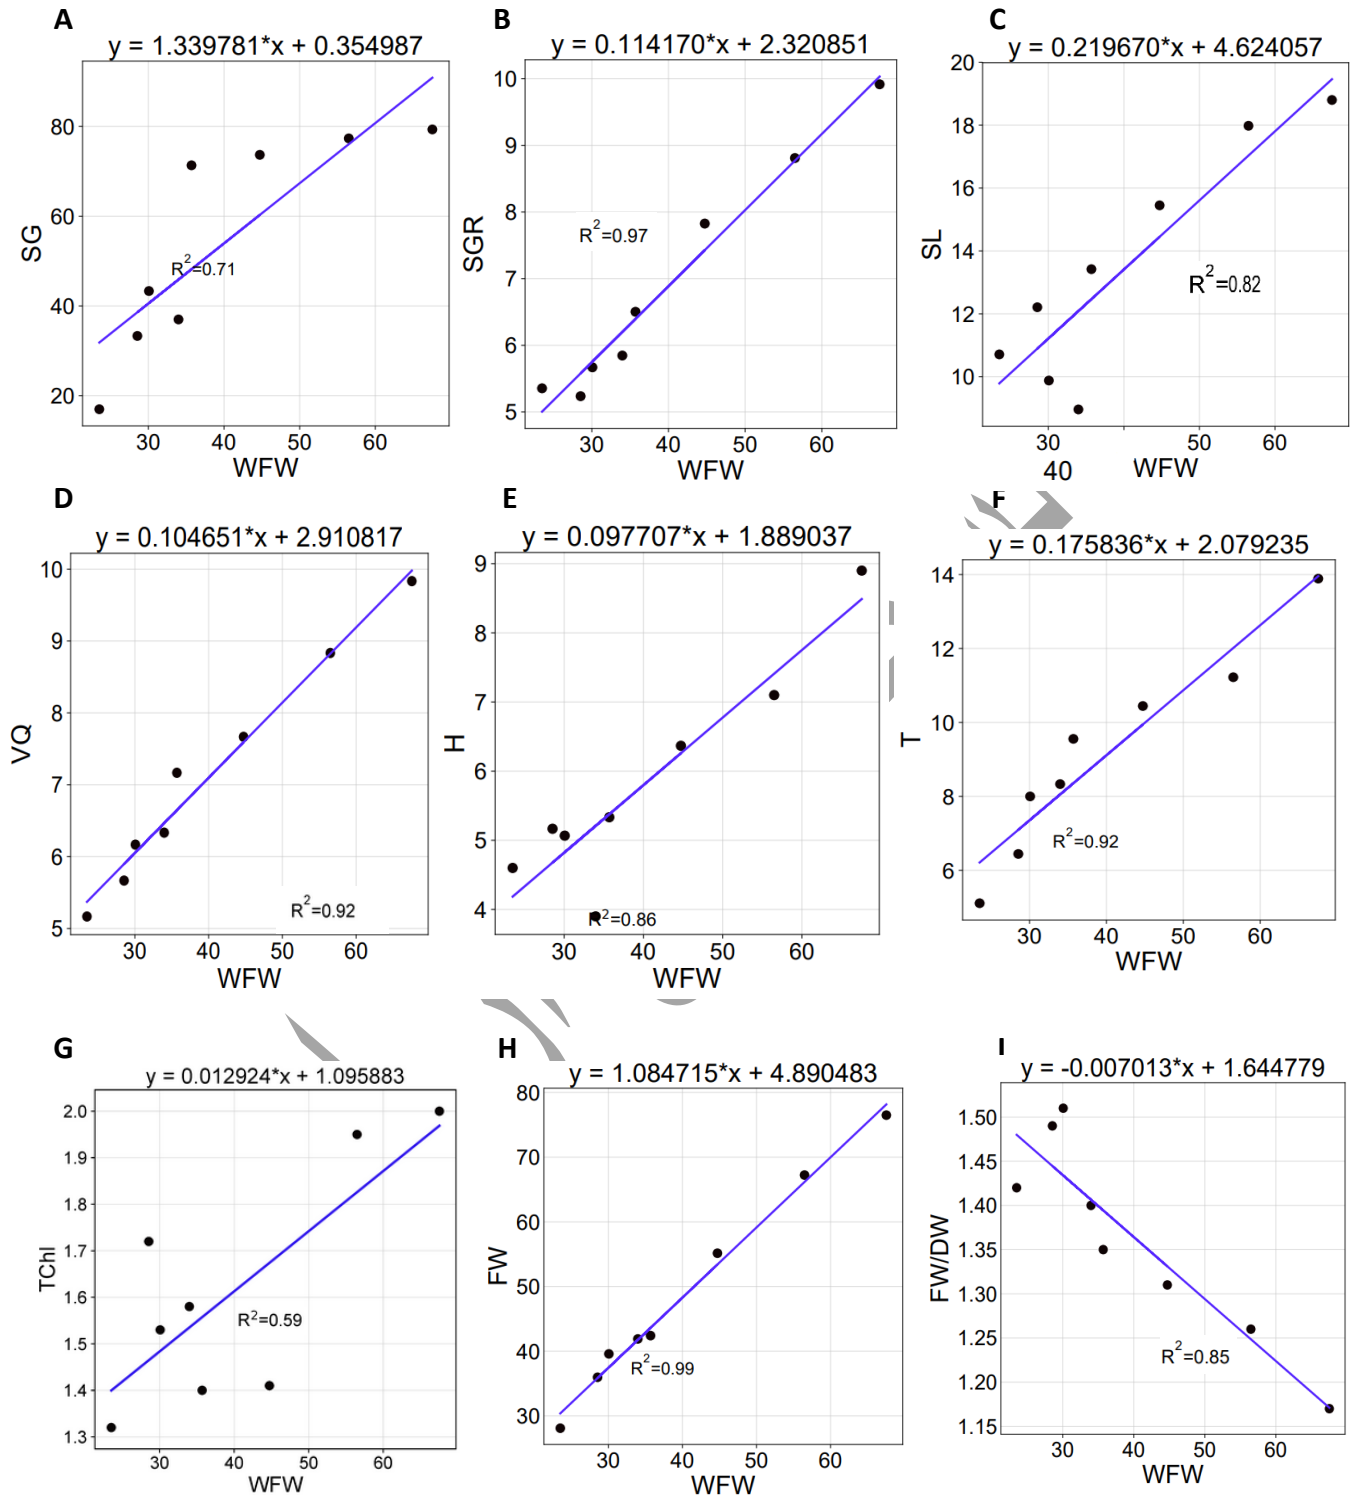 A
y = 1.339781*x + 0.354987
80
60
40
20
SG
R²=0.71
30 40 50 60
WFW
B
y = 0.114170*x + 2.320851
10
9
8
7
6
5
SGR
R²=0.97
30 40 50 60
WFW
C
y = 0.219670*x + 4.624057
20
18
16
14
12
10
SL
R²=0.82
30 50 60
40 WFW
D
y = 0.104651*x + 2.910817
10
9
8
7
6
5
VQ
R²=0.92
30 40 50 60
WFW
E
y = 0.097707*x + 1.889037
9
8
7
6
5
4
H
R²=0.86
30 40 50 60
WFW
F
y = 0.175836*x + 2.079235
14
12
10
8
6
T
R²=0.92
30 40 50 60
WFW
G
y = 0.012924*x + 1.095883
2.0
1.9
1.8
1.7
1.6
1.5
1.4
1.3
TChl
R²=0.59
30 40 50 60
WFW
H
y = 1.084715*x + 4.890483
80
70
60
50
40
30
FW
R²=0.99
30 40 50 60
WFW
I
y = -0.007013*x + 1.644779
1.50
1.45
1.40
1.35
1.30
1.25
1.20
1.15
FW/DW
R²=0.85
30 40 50 60
WFW